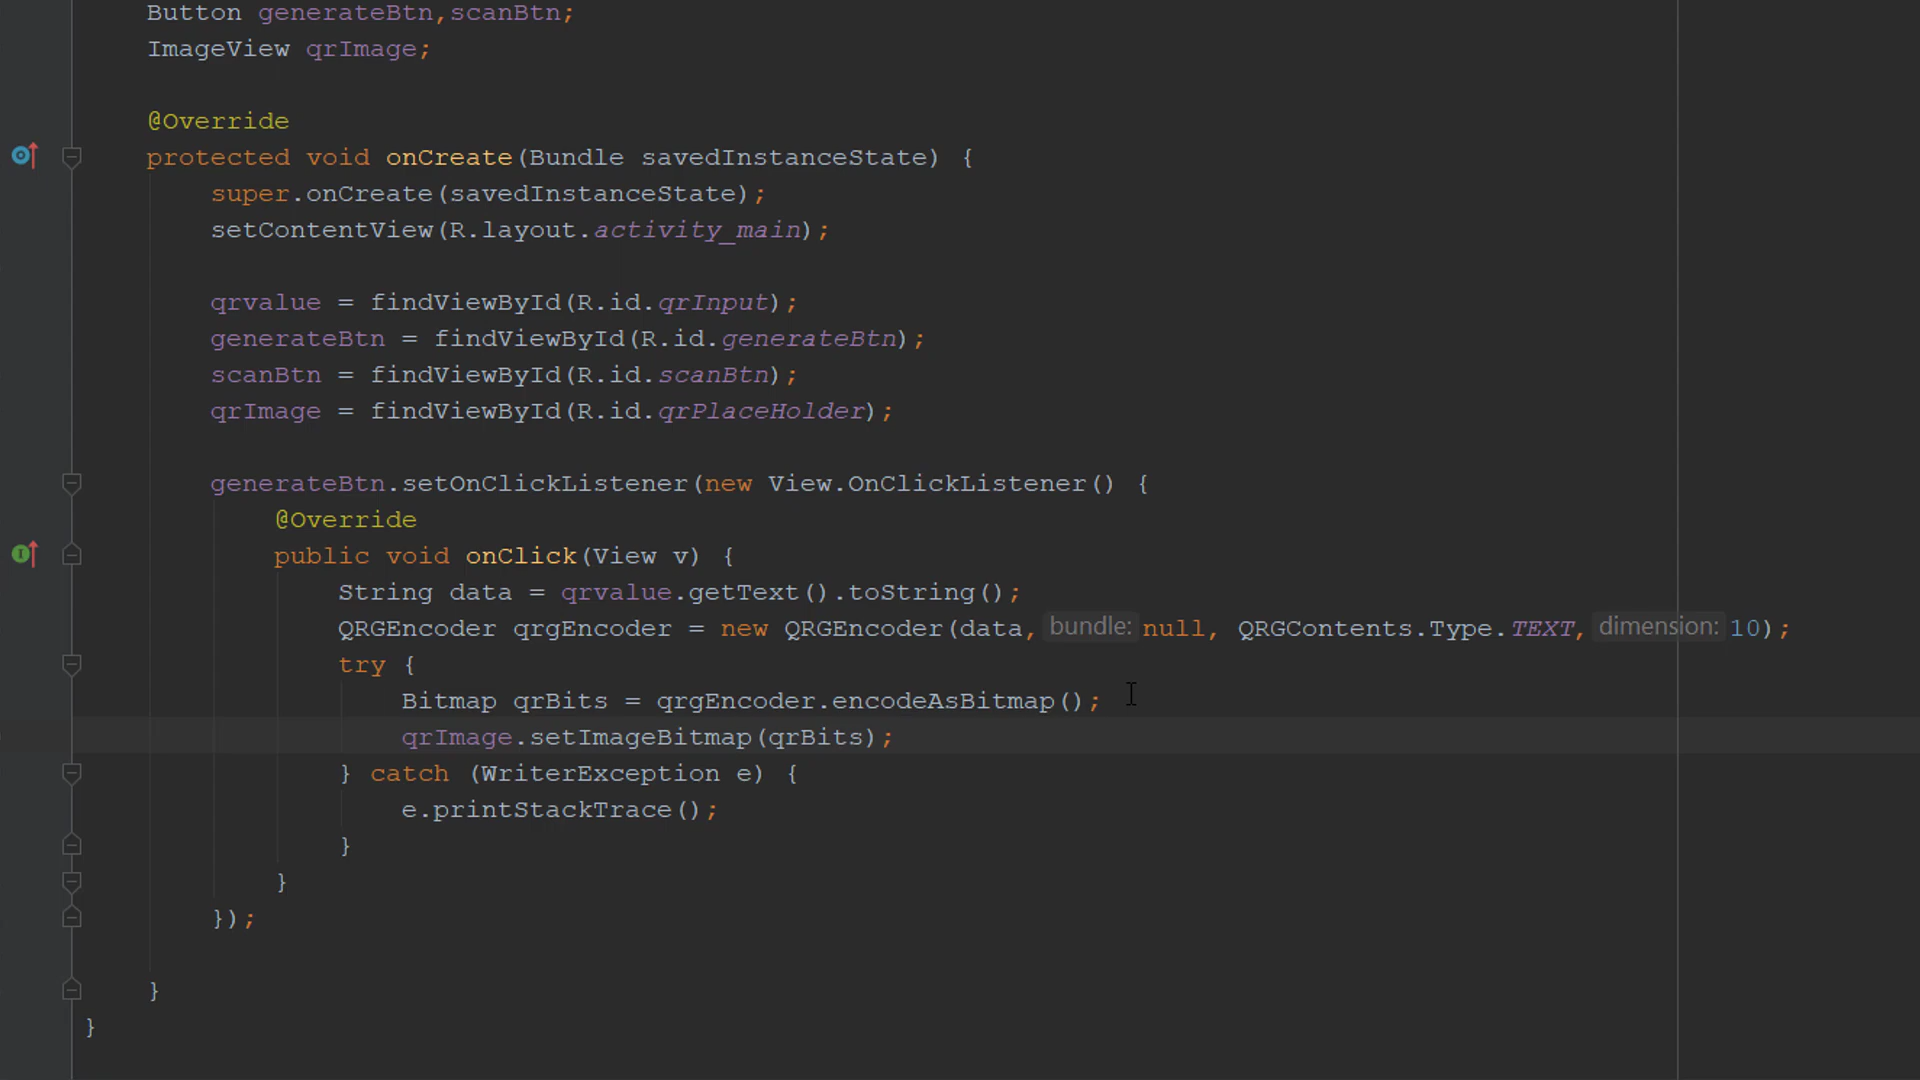 Button generateBtn,scanBtn;
ImageView qrImage;
@Override
protected void onCreate(Bundle savedInstanceState) {
super.onCreate(savedInstanceState);
setContentView(R.layout.activity_main);
qrvalue = findViewById(R.id.qrInput);
generateBtn = findViewById(R.id.generateBtn);
scanBtn = findViewById(R.id.scanBtn);
qrImage = findViewById(R.id.qrPlaceHolder);
generateBtn.setOnClickListener(new View.OnClickListener() {
@Override
public void onClick(View v) {
String data = qrvalue.getText().toString();
QRGEncoder qrgEncoder = new QRGEncoder(data, bundle: null, QRGContents.Type.TEXT, dimension: 10);
try {
Bitmap qrBits = qrgEncoder.encodeAsBitmap();
qrImage.setImageBitmap(qrBits);
} catch (WriterException e) {
e.printStackTrace();
}
}
});
}
}